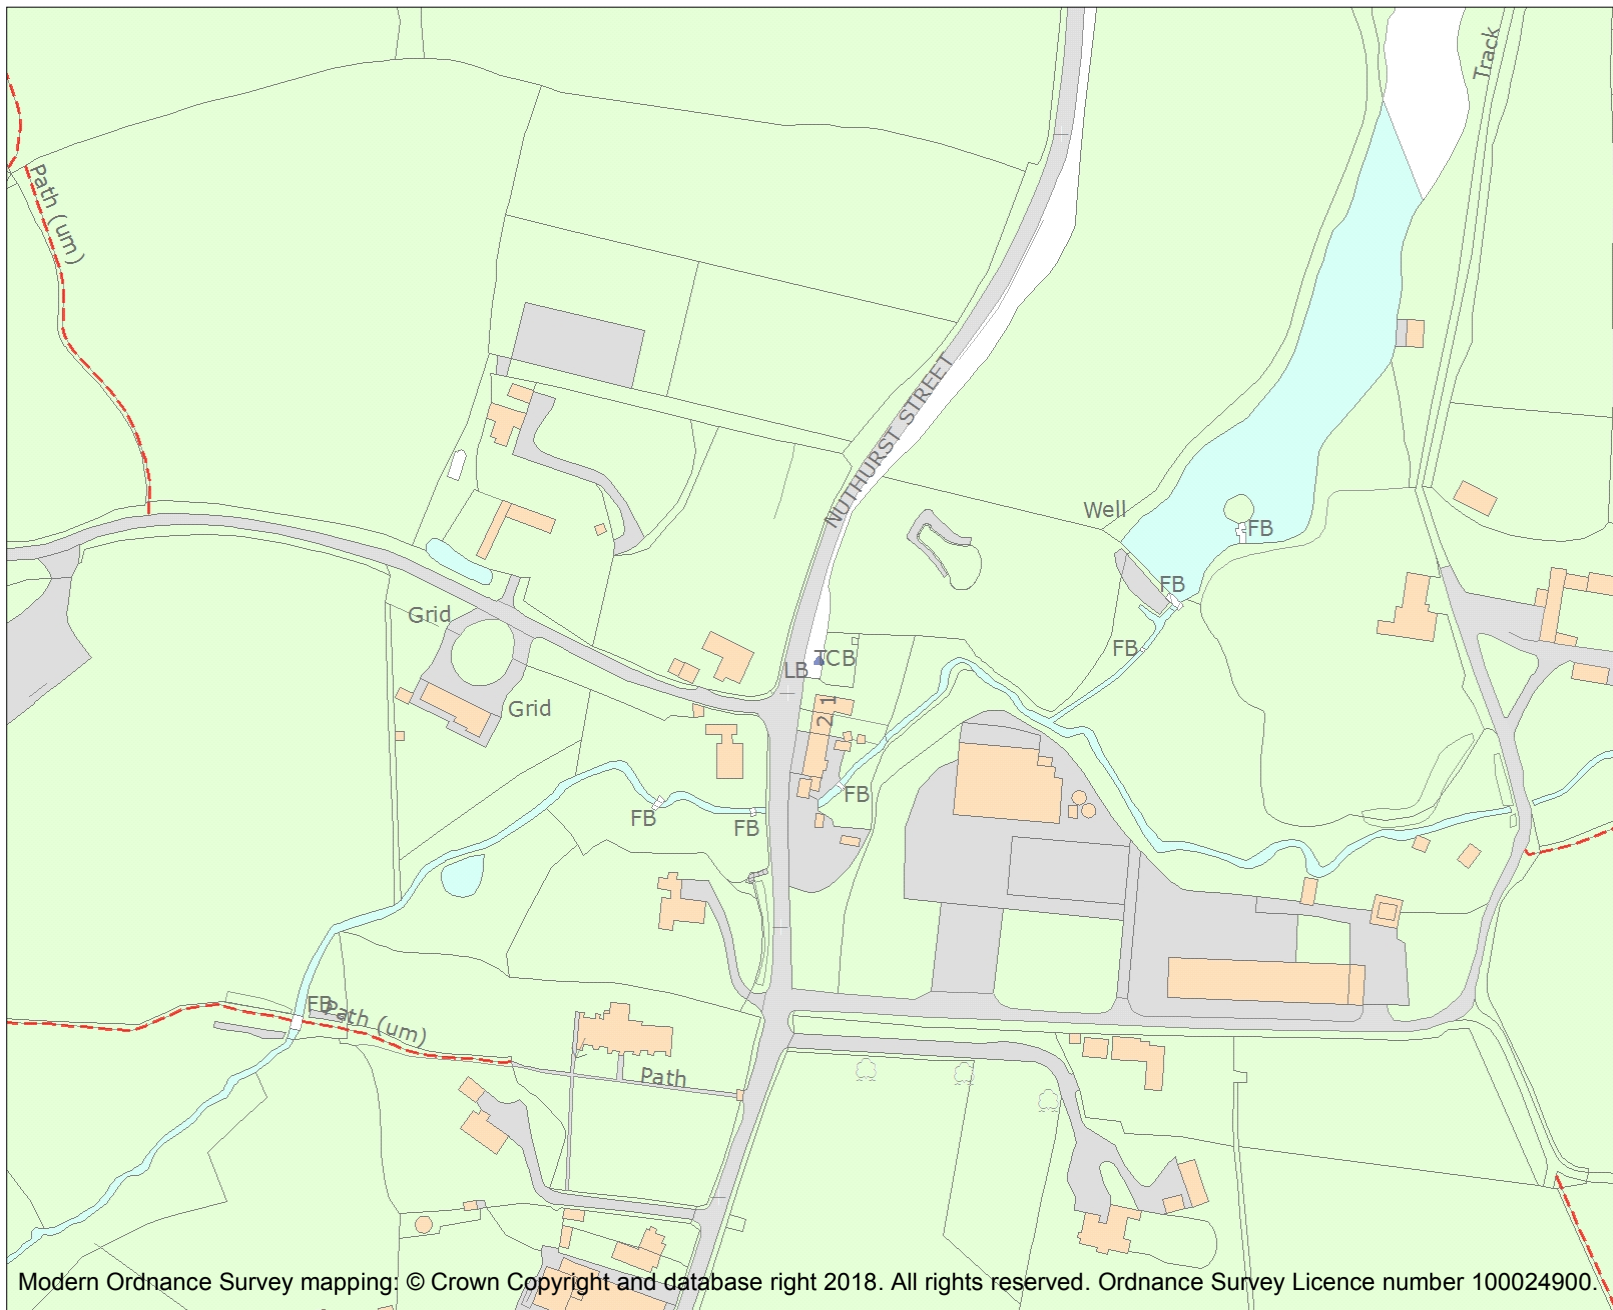 Track
Path (um)
NUTHURST STREET
Well
FB
FB
Grid
FB
TCB
LB
Grid
2 1
FB
FB
FB
FB
Path (um)
Path
Modern Ordnance Survey mapping: © Crown Copyright and database right 2018. All rights reserved. Ordnance Survey Licence number 100024900.